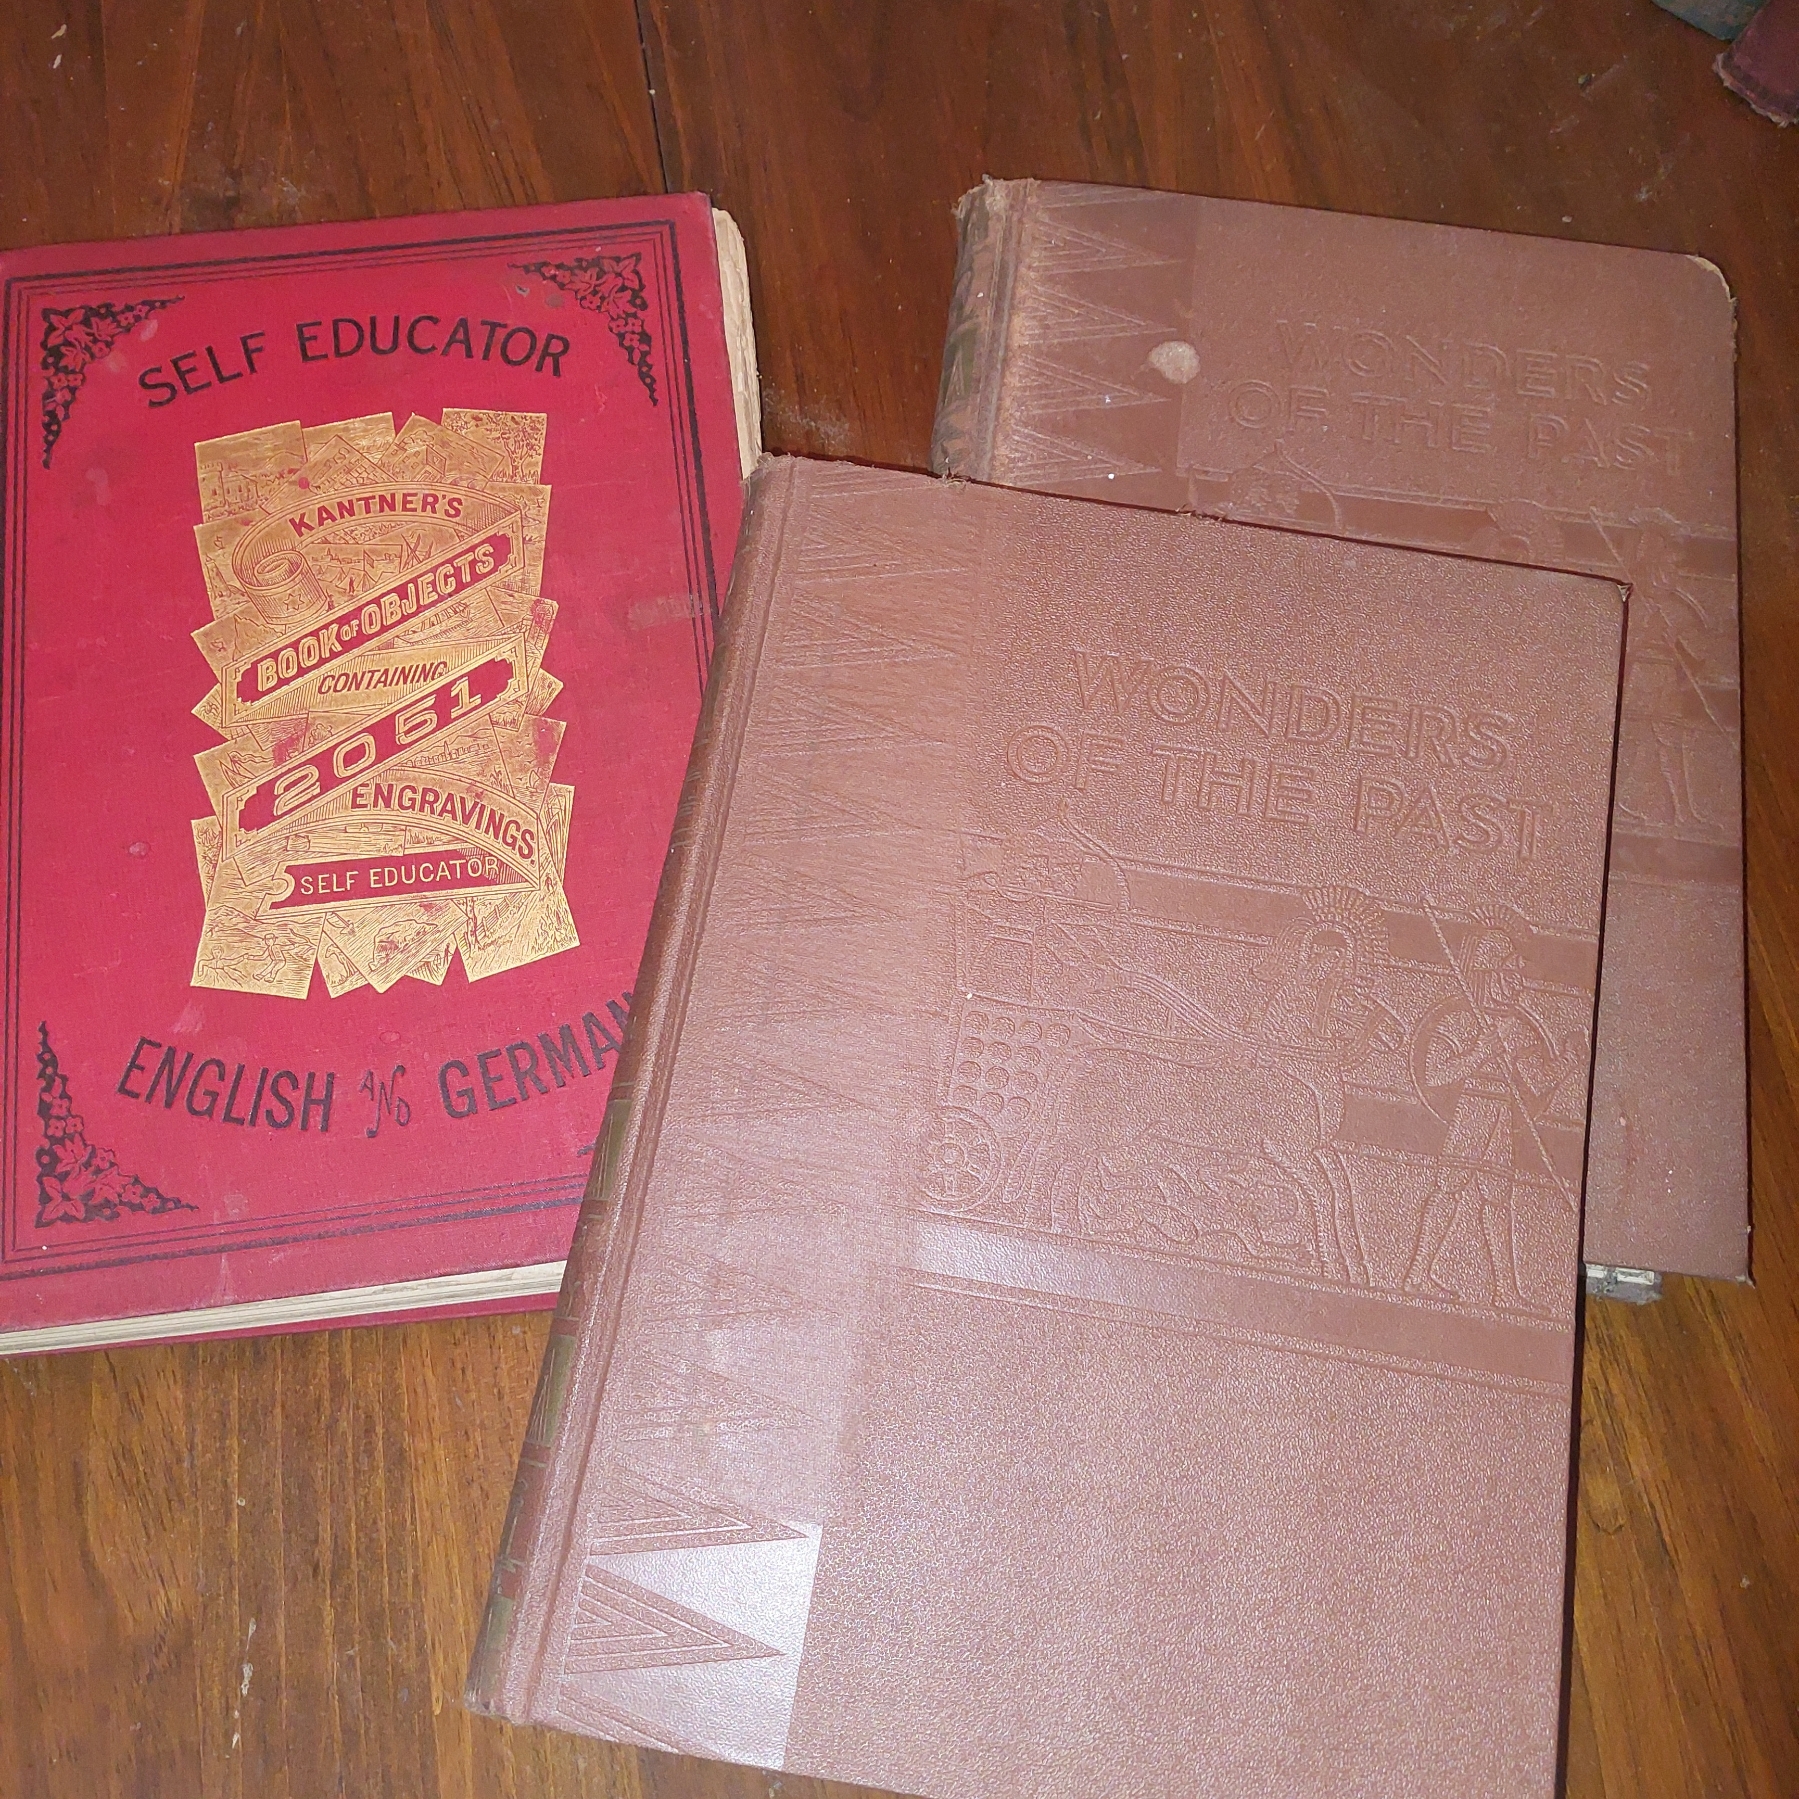 SELF EDUCATOR
KANTNER'S
BOOK OF OBJECTS
CONTAINING
2051
ENGRAVINGS.
SELF EDUCATOR
ENGLISH AND GERMAN
WONDERS
OF THE PAST
WONDERS
OF THE PAST